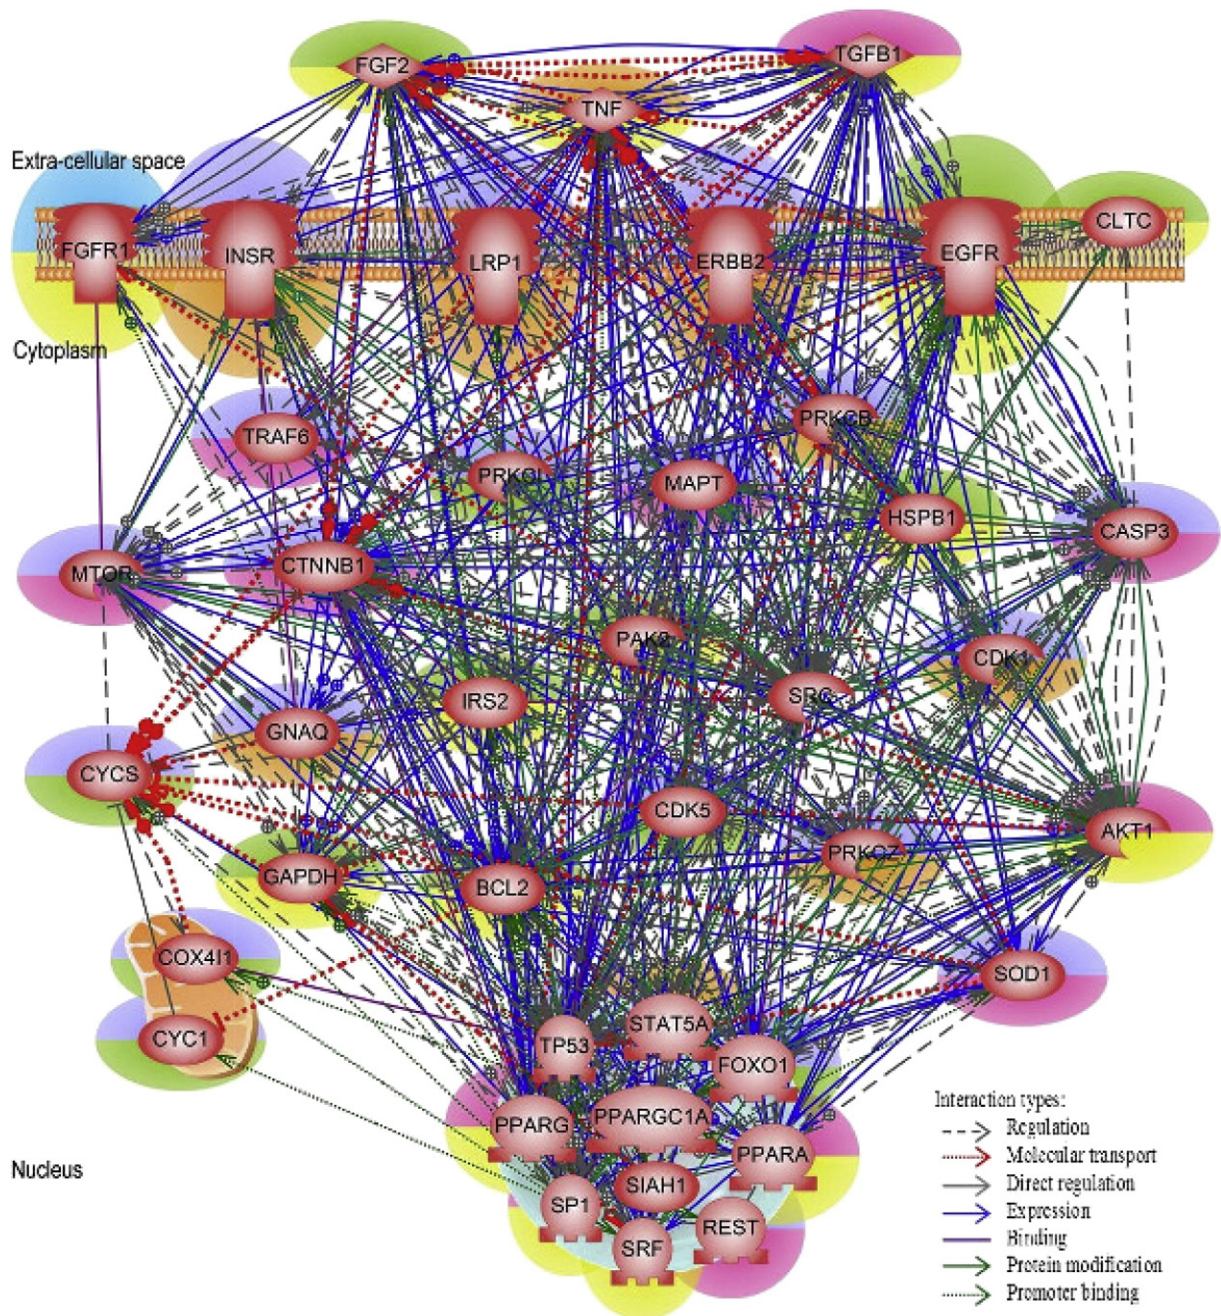 FGF2
TGFB1
TNF
Extra-cellular space
FGFR1
INSR
LRP1
ERBB2
EGFR
CLTC
Cytoplasm
TRAF6
PRKCI
MAPT
PRKCB
HSPB1
CASP3
MTOR
CTNNB1
PAK2
CDK1
IRS2
SRC
GNAQ
CYCS
CDK5
AKT1
PRKCZ
GAPDH
BCL2
COX4I1
SOD1
CYC1
STAT5A
TP53
FOXO1
PPARG
PPARGC1A
PPARA
Nucleus
SIAH1
SP1
REST
SRF
Interaction types:
Regulation
Molecular transport
Direct regulation
Expression
Binding
Protein modification
Promoter binding